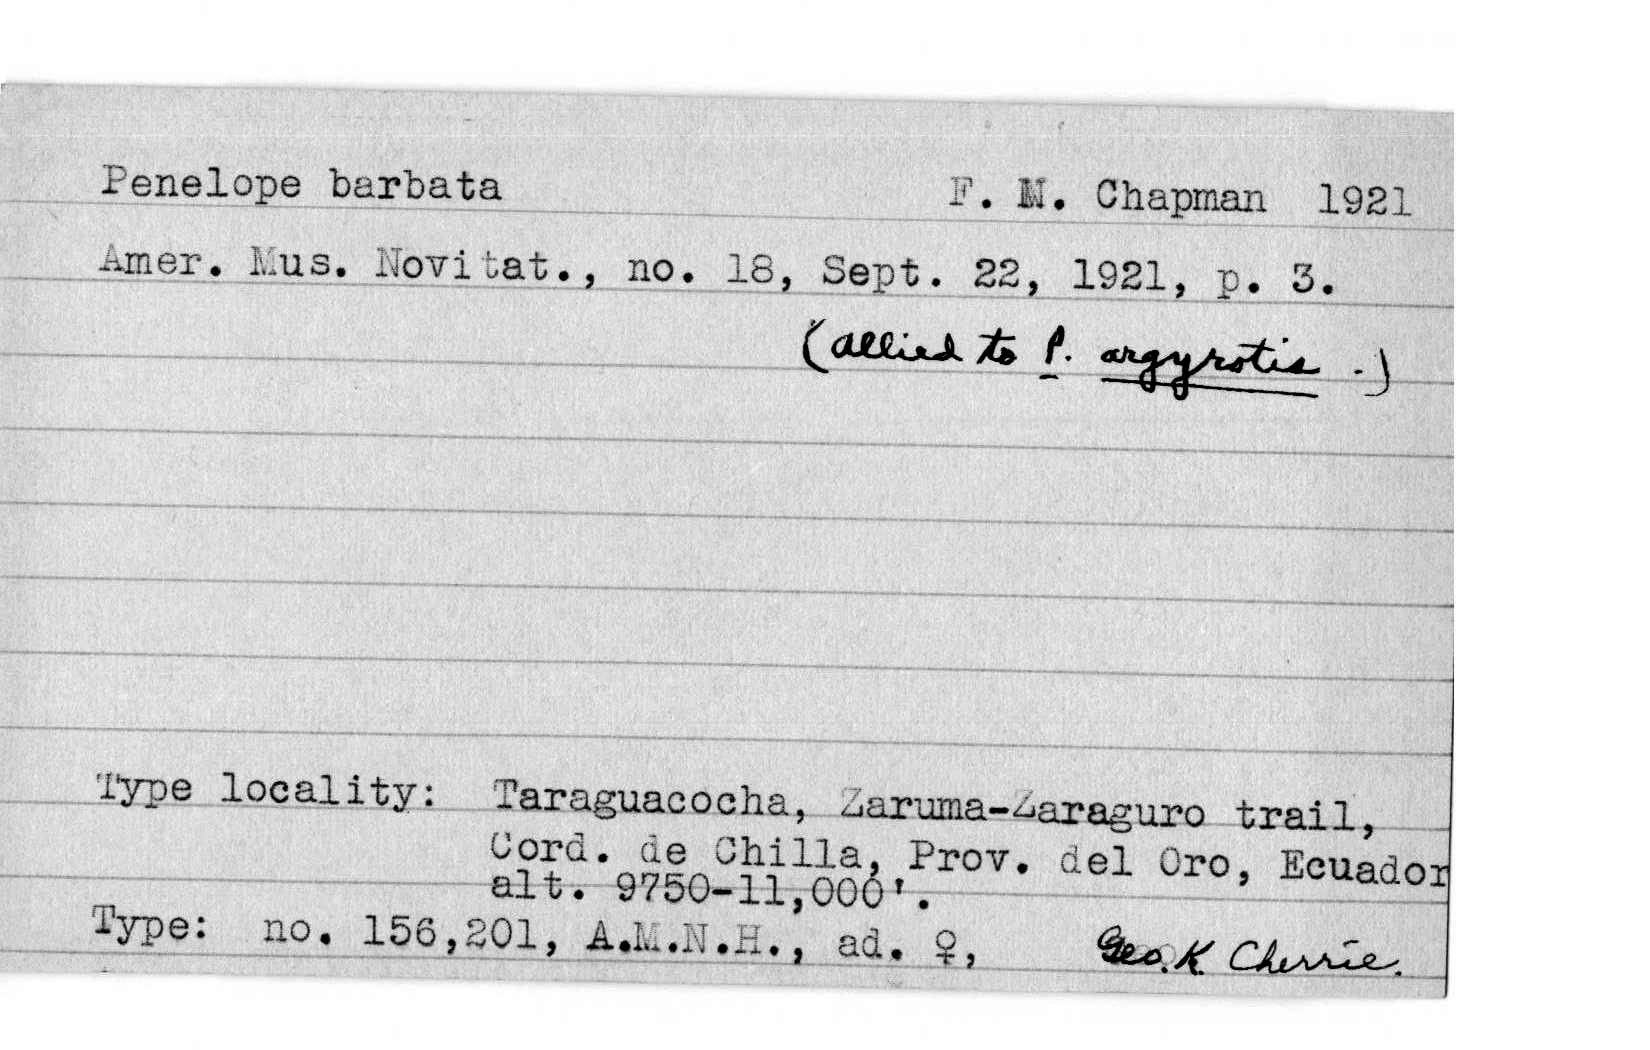 Penelope barbata F. M. Chapman 1921
Amer. Mus. Novitat., no. 18, Sept. 22, 1921, p. 3.
(allied to P. argyrotis.)
Type locality: Taraguacocha, Zaruma-Zaraguro trail,
Cord. de Chilla, Prov. del Oro, Ecuador
alt. 9750-11,000'.
Type: no. 156,201, A.M.N.H., ad. ♀, Geo. K. Cherrie.